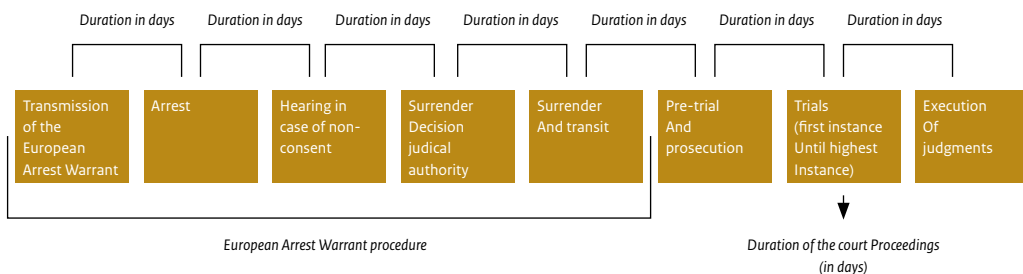 Duration in days
Duration in days
Duration in days
Duration in days
Duration in days
Duration in days
Duration in days
Transmission
of the
European
Arrest Warrant
Arrest
Hearing in
case of non-
consent
Surrender
Decision
judical
authority
Surrender
And transit
Pre-trial
And
prosecution
Trials
(first instance
Until highest
Instance)
Execution
Of
judgments
European Arrest Warrant procedure
Duration of the court Proceedings
(in days)